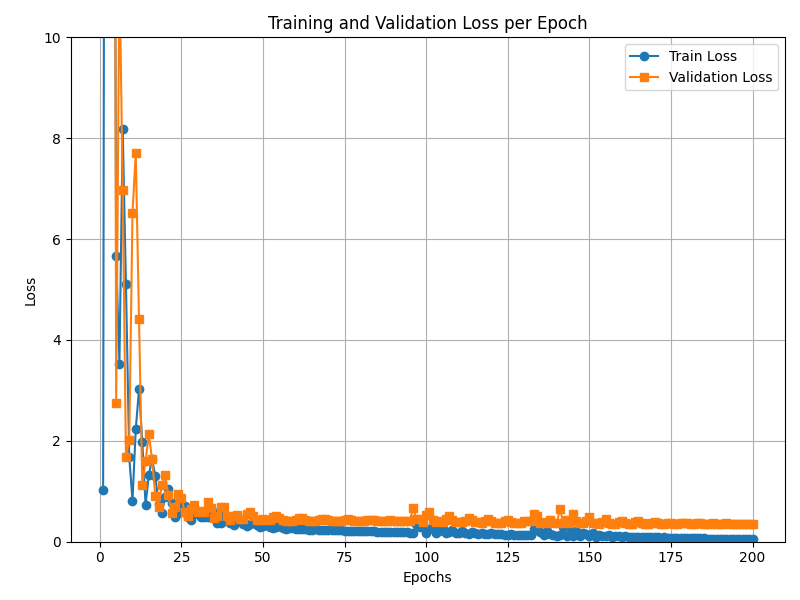 Training and Validation Loss per Epoch
Train Loss
Validation Loss
10
8
6
4
2
0
Loss
0 25 50 75 100 125 150 175 200
Epochs